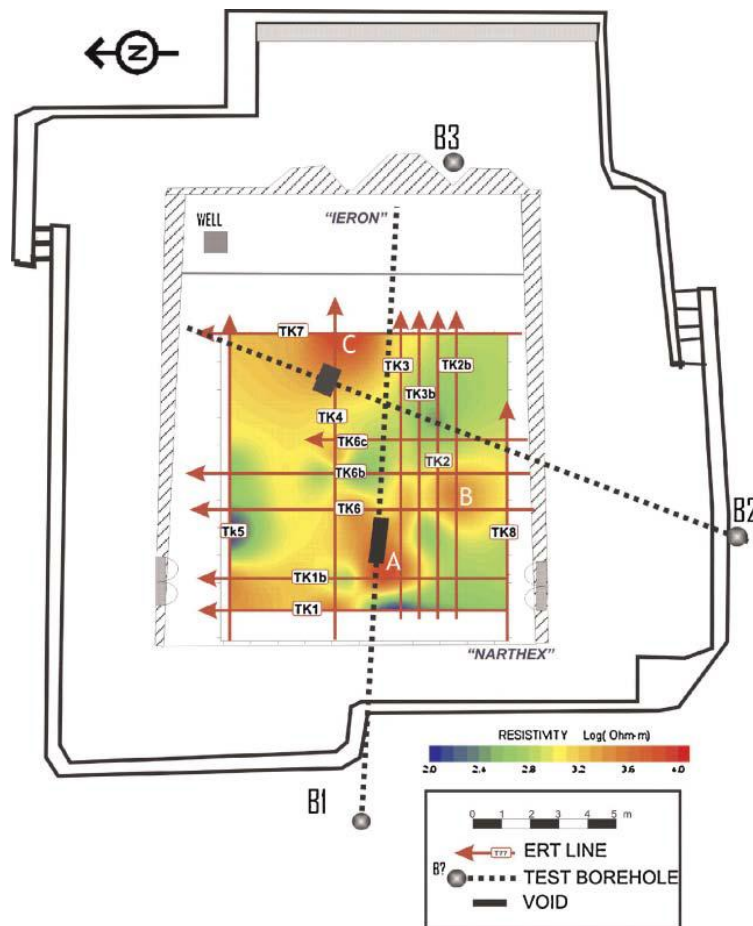 N
B3
WELL
"IERON"
TK7
C
TK3
TK2b
TK3b
TK4
TK6c
TK2
TK6b
B
TK6
B2
Tk5
TK8
A
TK1b
TK1
"NARTHEX"
RESISTIVITY Log( Ohm-m)
2.0 2.4 2.8 3.2 3.6 4.0
B1
0 1 2 3 4 5 m
T?? ERT LINE
B? TEST BOREHOLE
VOID